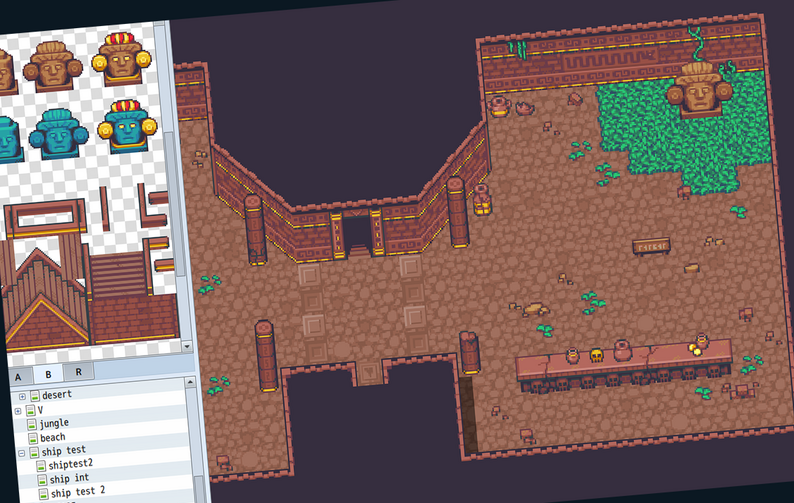 A B R
desert
V
jungle
beach
ship test
shiptest2
ship int
ship test 2